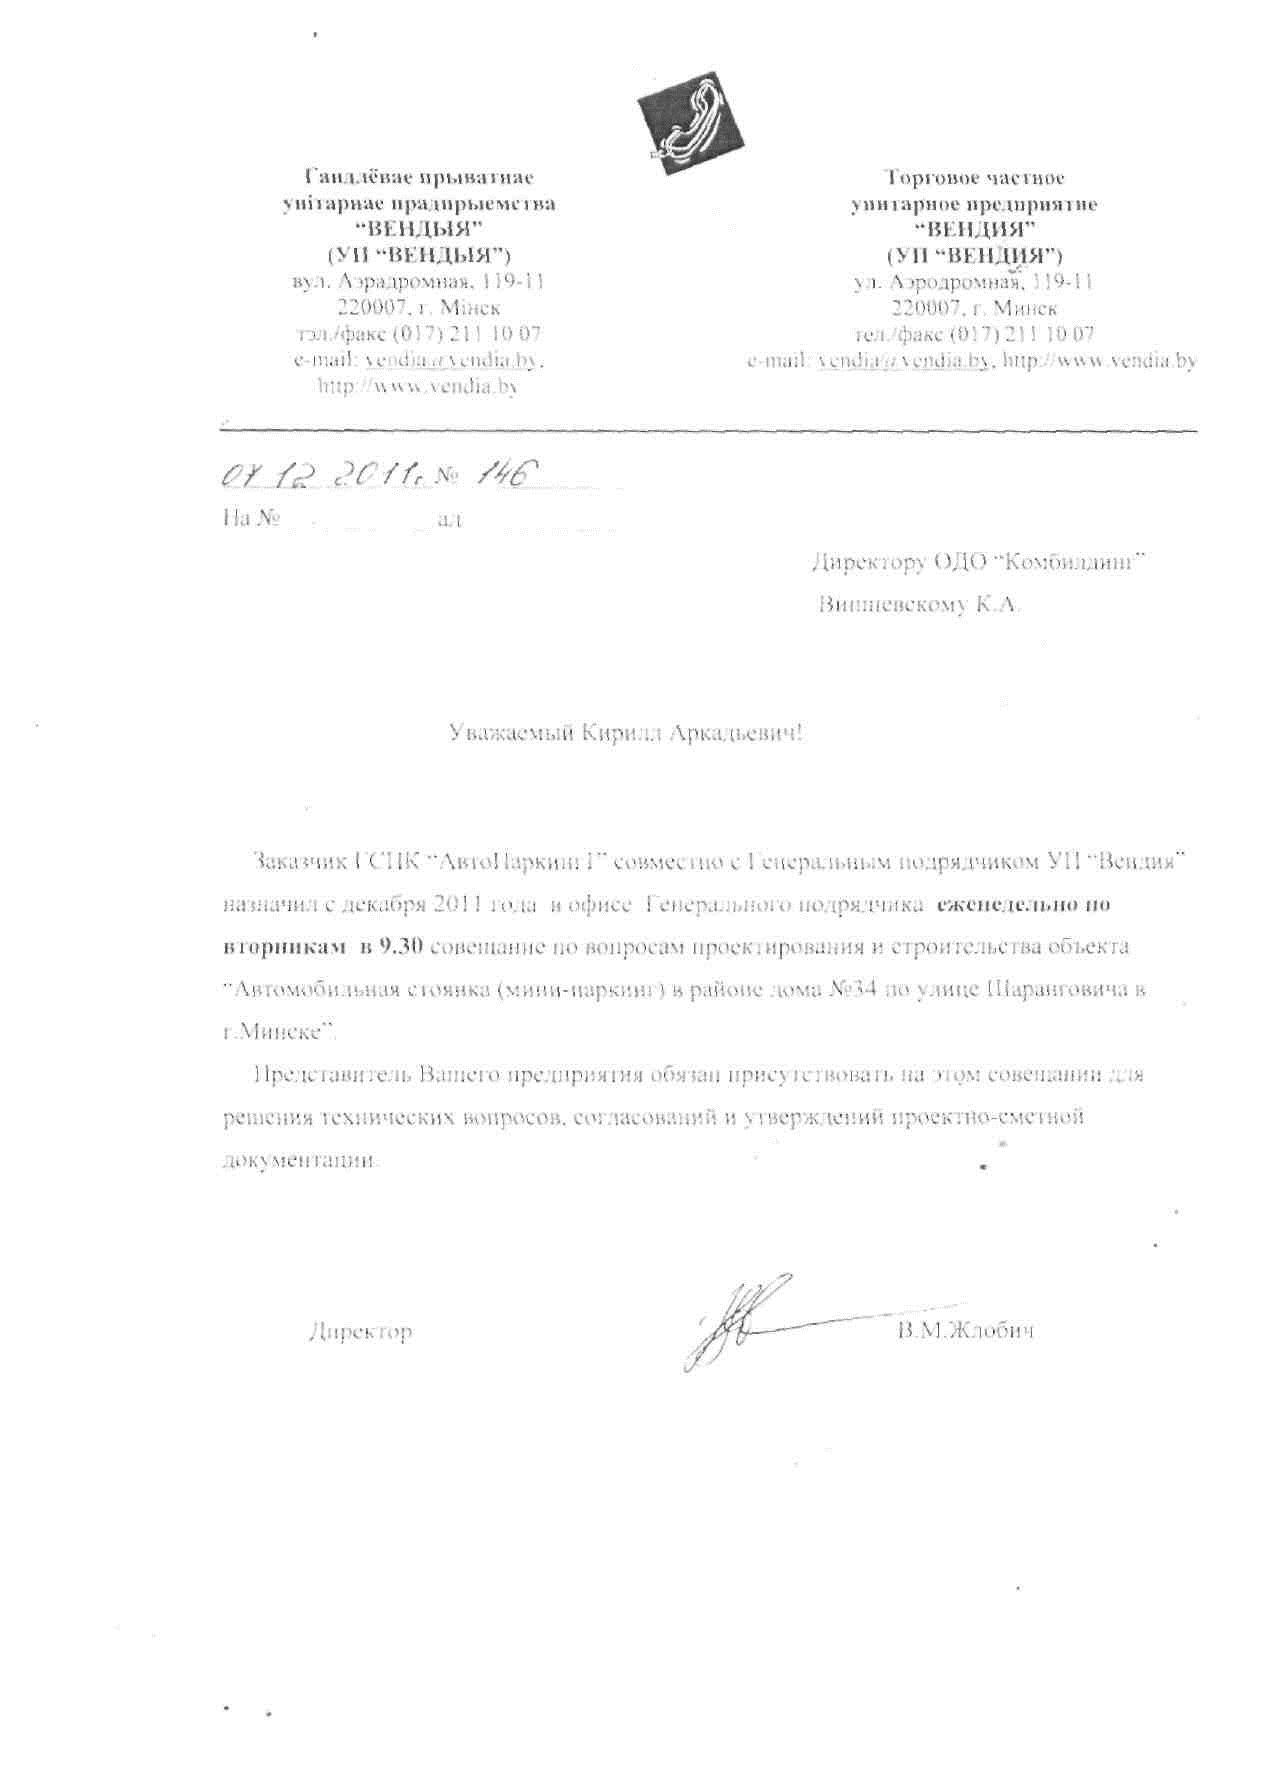 Гандлёвае прыватнае
унітарнае прадпрыемства
“ВЕНДЫЯ”
(УП “ВЕНДЫЯ”)
вул. Аэрадромная, 119-11
220007, г. Мінск
тэл./факс (017) 211 10 07
e-mail: vendia@vendia.by,
http://www.vendia.by
Торговое частное
унитарное предприятие
“ВЕНДИЯ”
(УП “ВЕНДИЯ”)
ул. Аэродромная, 119-11
220007, г. Минск
тел./факс (017) 211 10 07
e-mail: vendia@vendia.by, http://www.vendia.by
07 12 2011г. № 146
На № ад
Директору ОДО “Комбилдинг”
Вишневскому К.А.
Уважаемый Кирилл Аркадьевич!
Заказчик ГСПК “АвтоПаркинг Г” совместно с Генеральным подрядчиком УП “Вендия”
назначил с декабря 2011 года в офисе Генерального подрядчика еженедельно по
вторникам в 9.30 совещание по вопросам проектирования и строительства объекта
“Автомобильная стоянка (мини-паркинг) в районе дома №34 по улице Шаранговича в
г.Минске”.
Представитель Вашего предприятия обязан присутствовать на этом совещании для
решения технических вопросов, согласований и утверждений проектно-сметной
документации.
Директор В.М.Жлобич